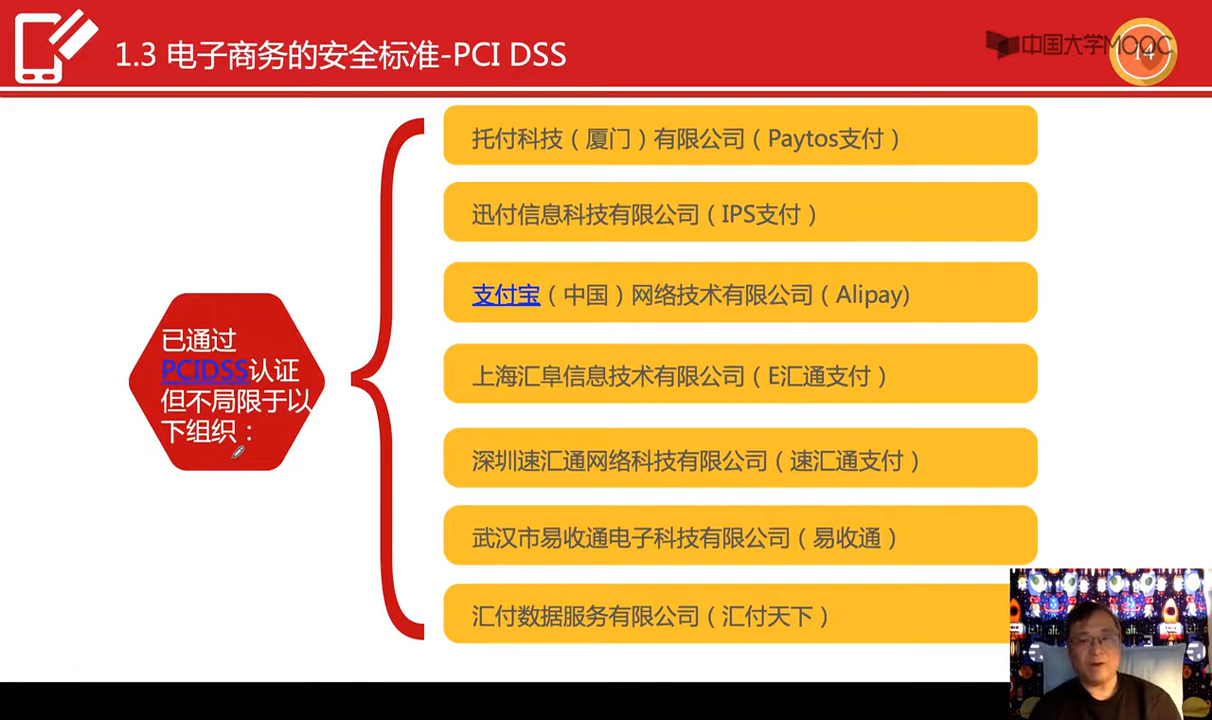 1.3 电子商务的安全标准-PCI DSS
中国大学MOOC
14
托付科技（厦门）有限公司（Paytos支付）
迅付信息科技有限公司（IPS支付）
支付宝（中国）网络技术有限公司（Alipay)
上海汇阜信息技术有限公司（E汇通支付）
深圳速汇通网络科技有限公司（速汇通支付）
武汉市易收通电子科技有限公司（易收通）
汇付数据服务有限公司（汇付天下）
已通过
PCIDSS认证
但不局限于以
下组织：